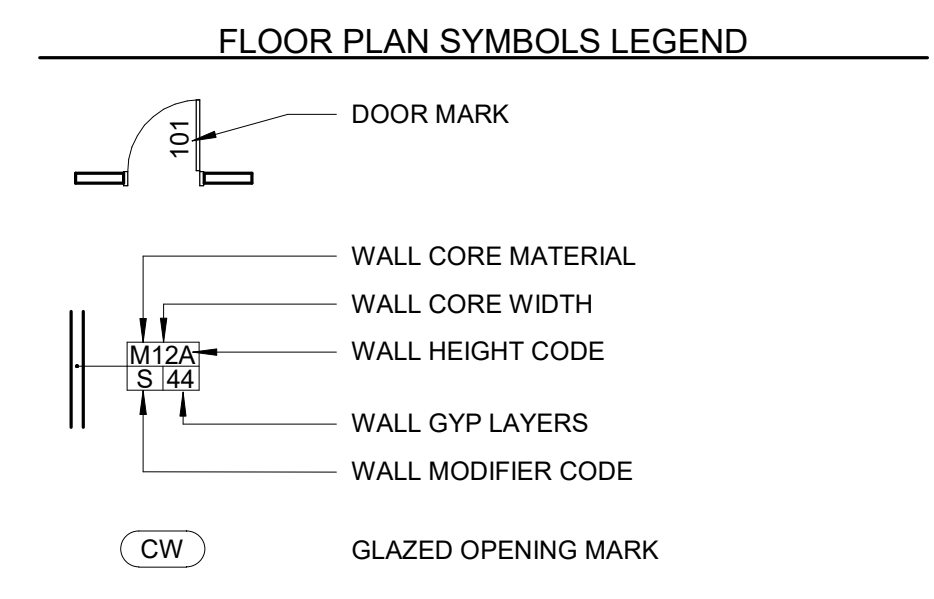 FLOOR PLAN SYMBOLS LEGEND
101
DOOR MARK
WALL CORE MATERIAL
WALL CORE WIDTH
M12A
WALL HEIGHT CODE
S 44
WALL GYP LAYERS
WALL MODIFIER CODE
CW
GLAZED OPENING MARK